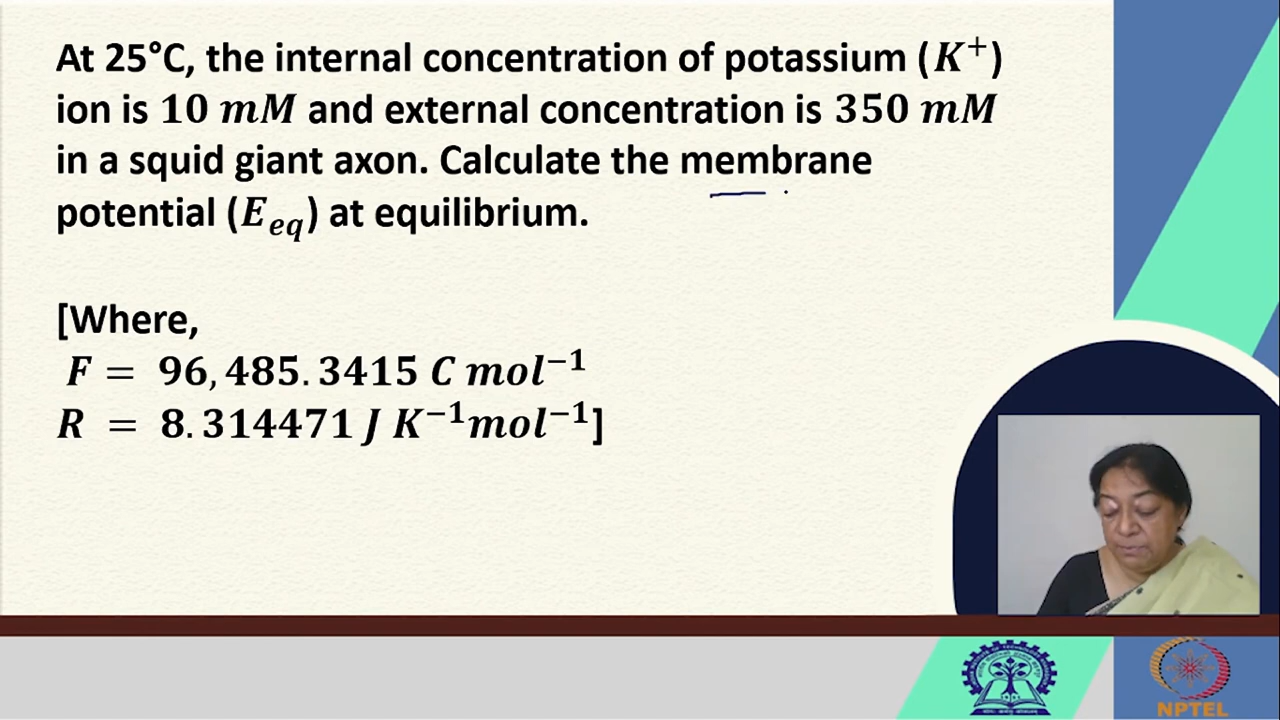 At 25°C, the internal concentration of potassium (K⁺)
ion is 10 mM and external concentration is 350 mM
in a squid giant axon. Calculate the membrane
potential (E_eq) at equilibrium.
[Where,
F = 96,485.3415 C mol⁻¹
R = 8.314471 J K⁻¹mol⁻¹]
NPTEL